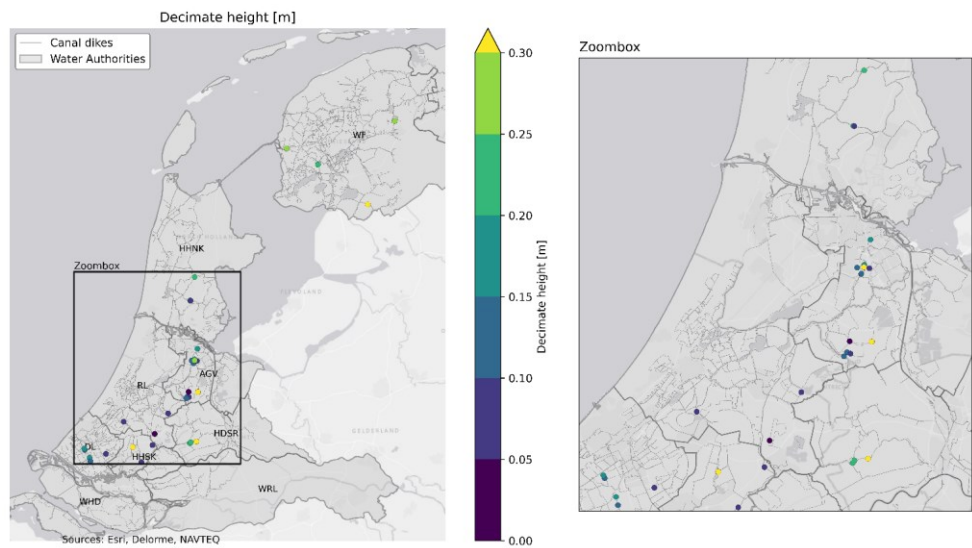 Decimate height [m]
Canal dikes
Water Authorities
WF
HHNK
Zoombox
RL
AGV
HDSR
DL
HHSK
WHD
WRL
GELDERLAND
Sources: Esri, Delorme, NAVTEQ
0.30
0.25
0.20
0.15
0.10
0.05
0.00
Decimate height [m]
Zoombox